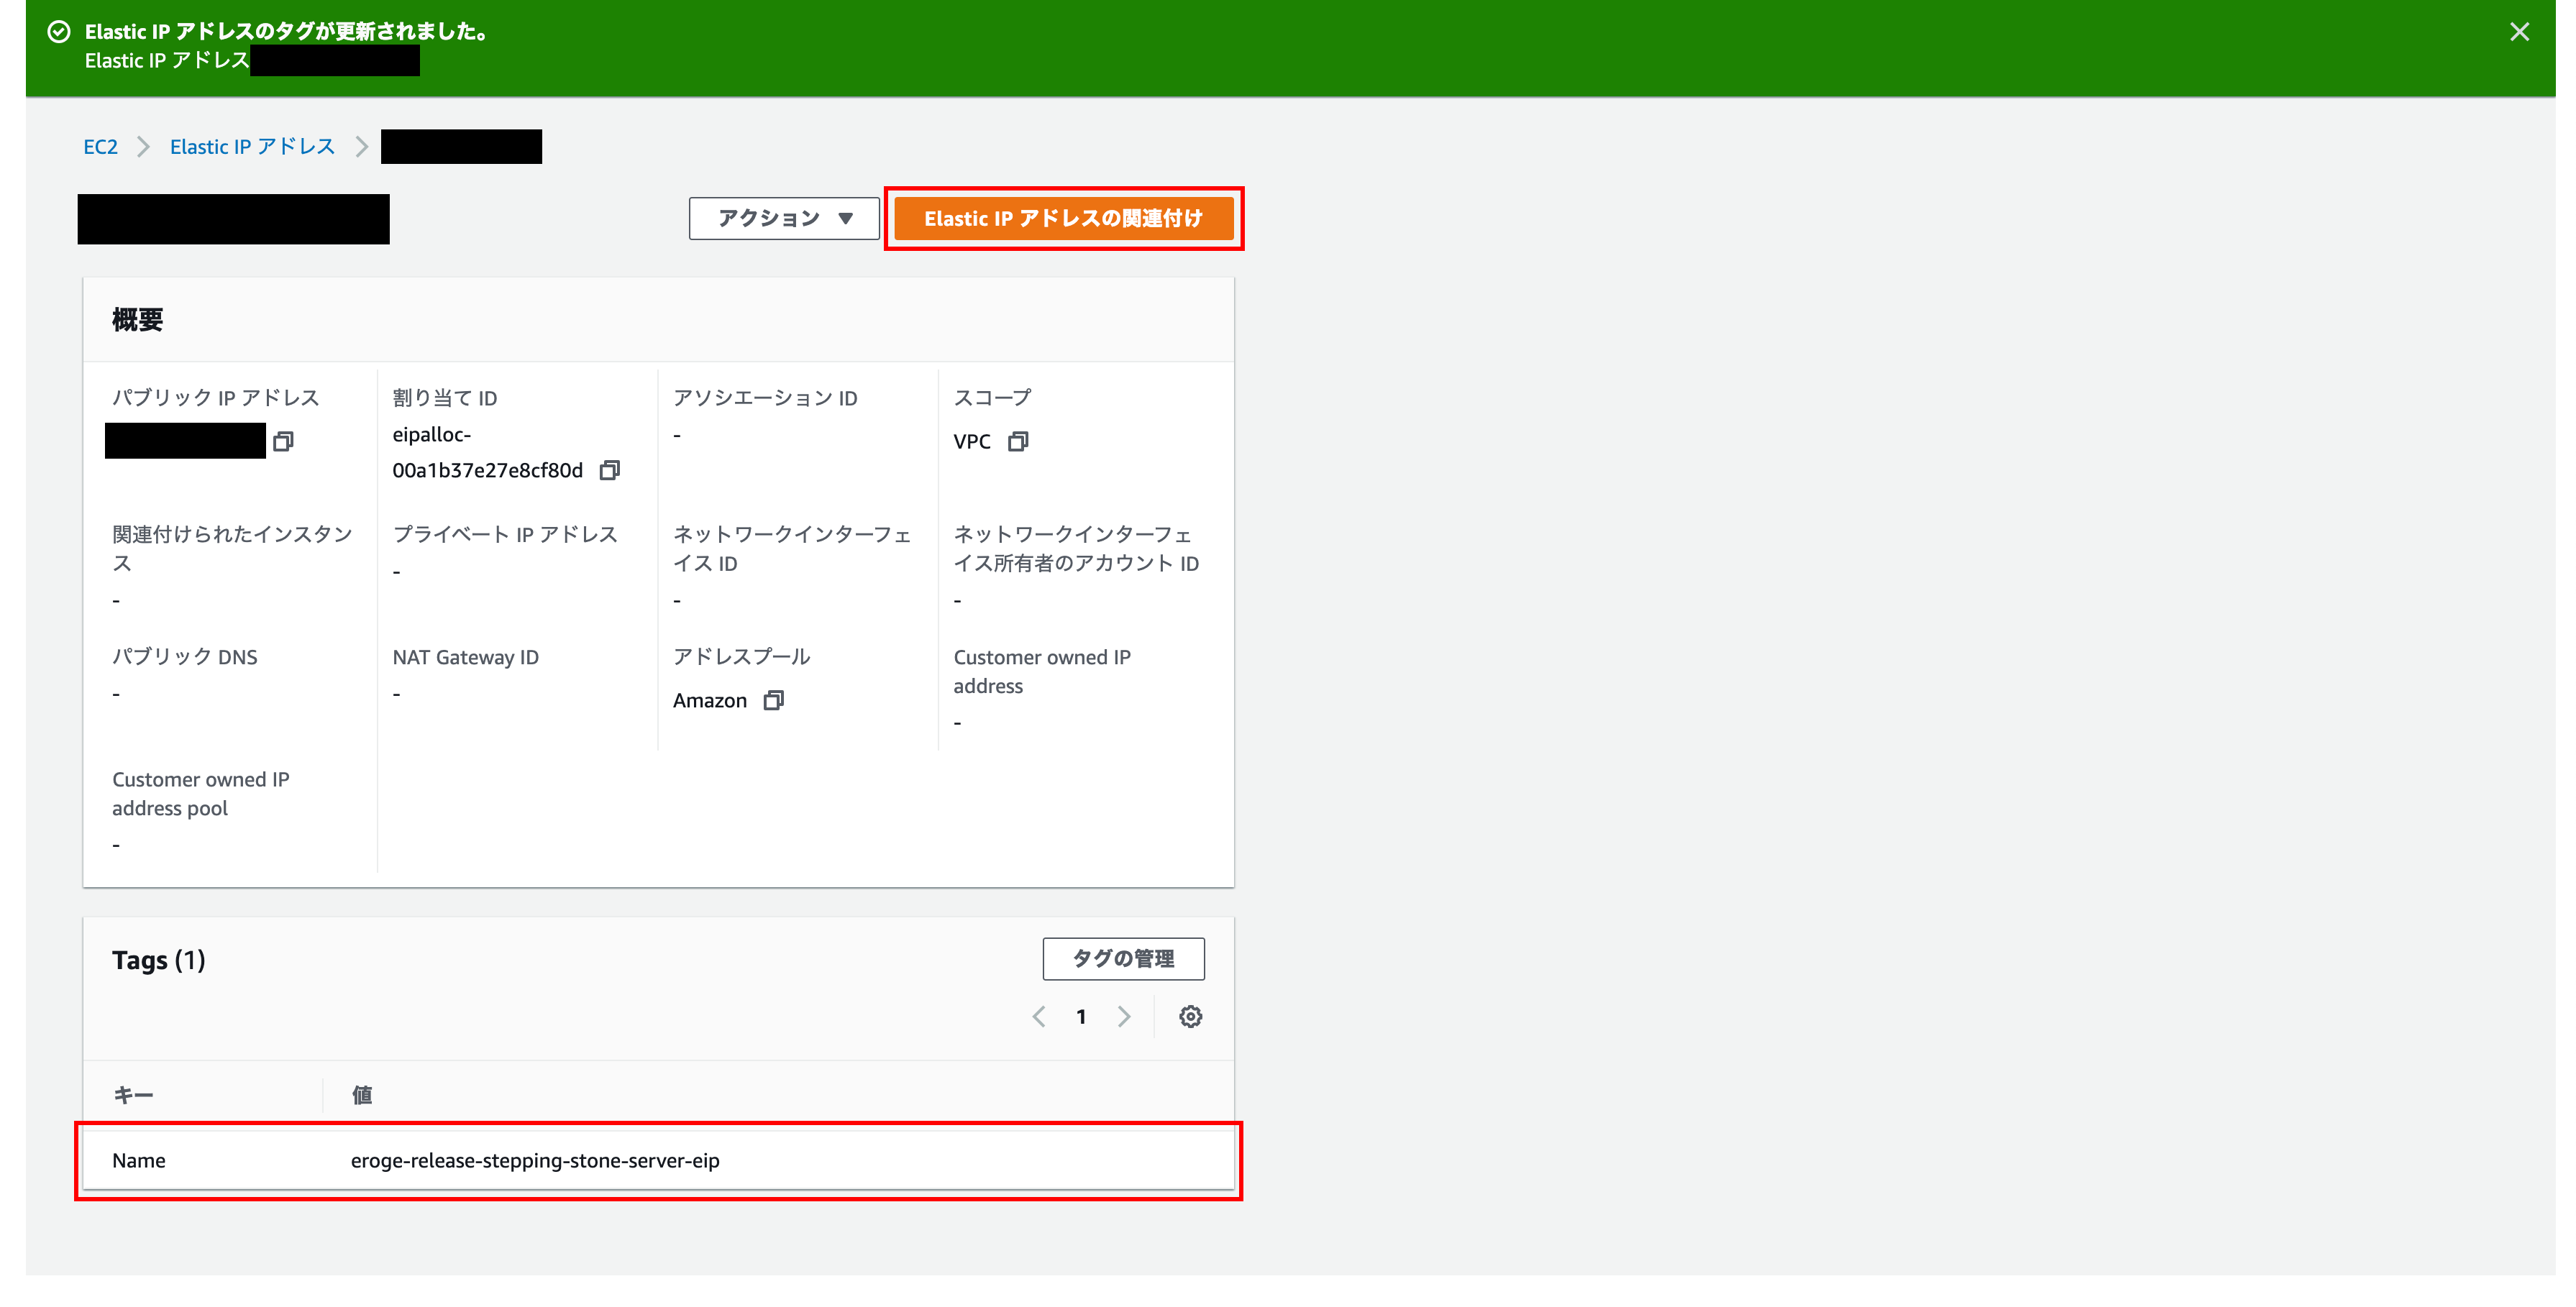 Elastic IP アドレスのタグが更新されました。
Elastic IP アドレス
EC2 > Elastic IP アドレス >
アクション ▼
Elastic IP アドレスの関連付け
概要
パブリック IP アドレス
割り当て ID
eipalloc-
00a1b37e27e8cf80d
アソシエーション ID
-
スコープ
VPC
関連付けられたインスタン
ス
-
プライベート IP アドレス
-
ネットワークインターフェ
イス ID
-
ネットワークインターフェ
イス所有者のアカウント ID
-
パブリック DNS
-
NAT Gateway ID
-
アドレスプール
Amazon
Customer owned IP
address
-
Customer owned IP
address pool
-
Tags (1)
タグの管理
1
キー 値
Name eroge-release-stepping-stone-server-eip